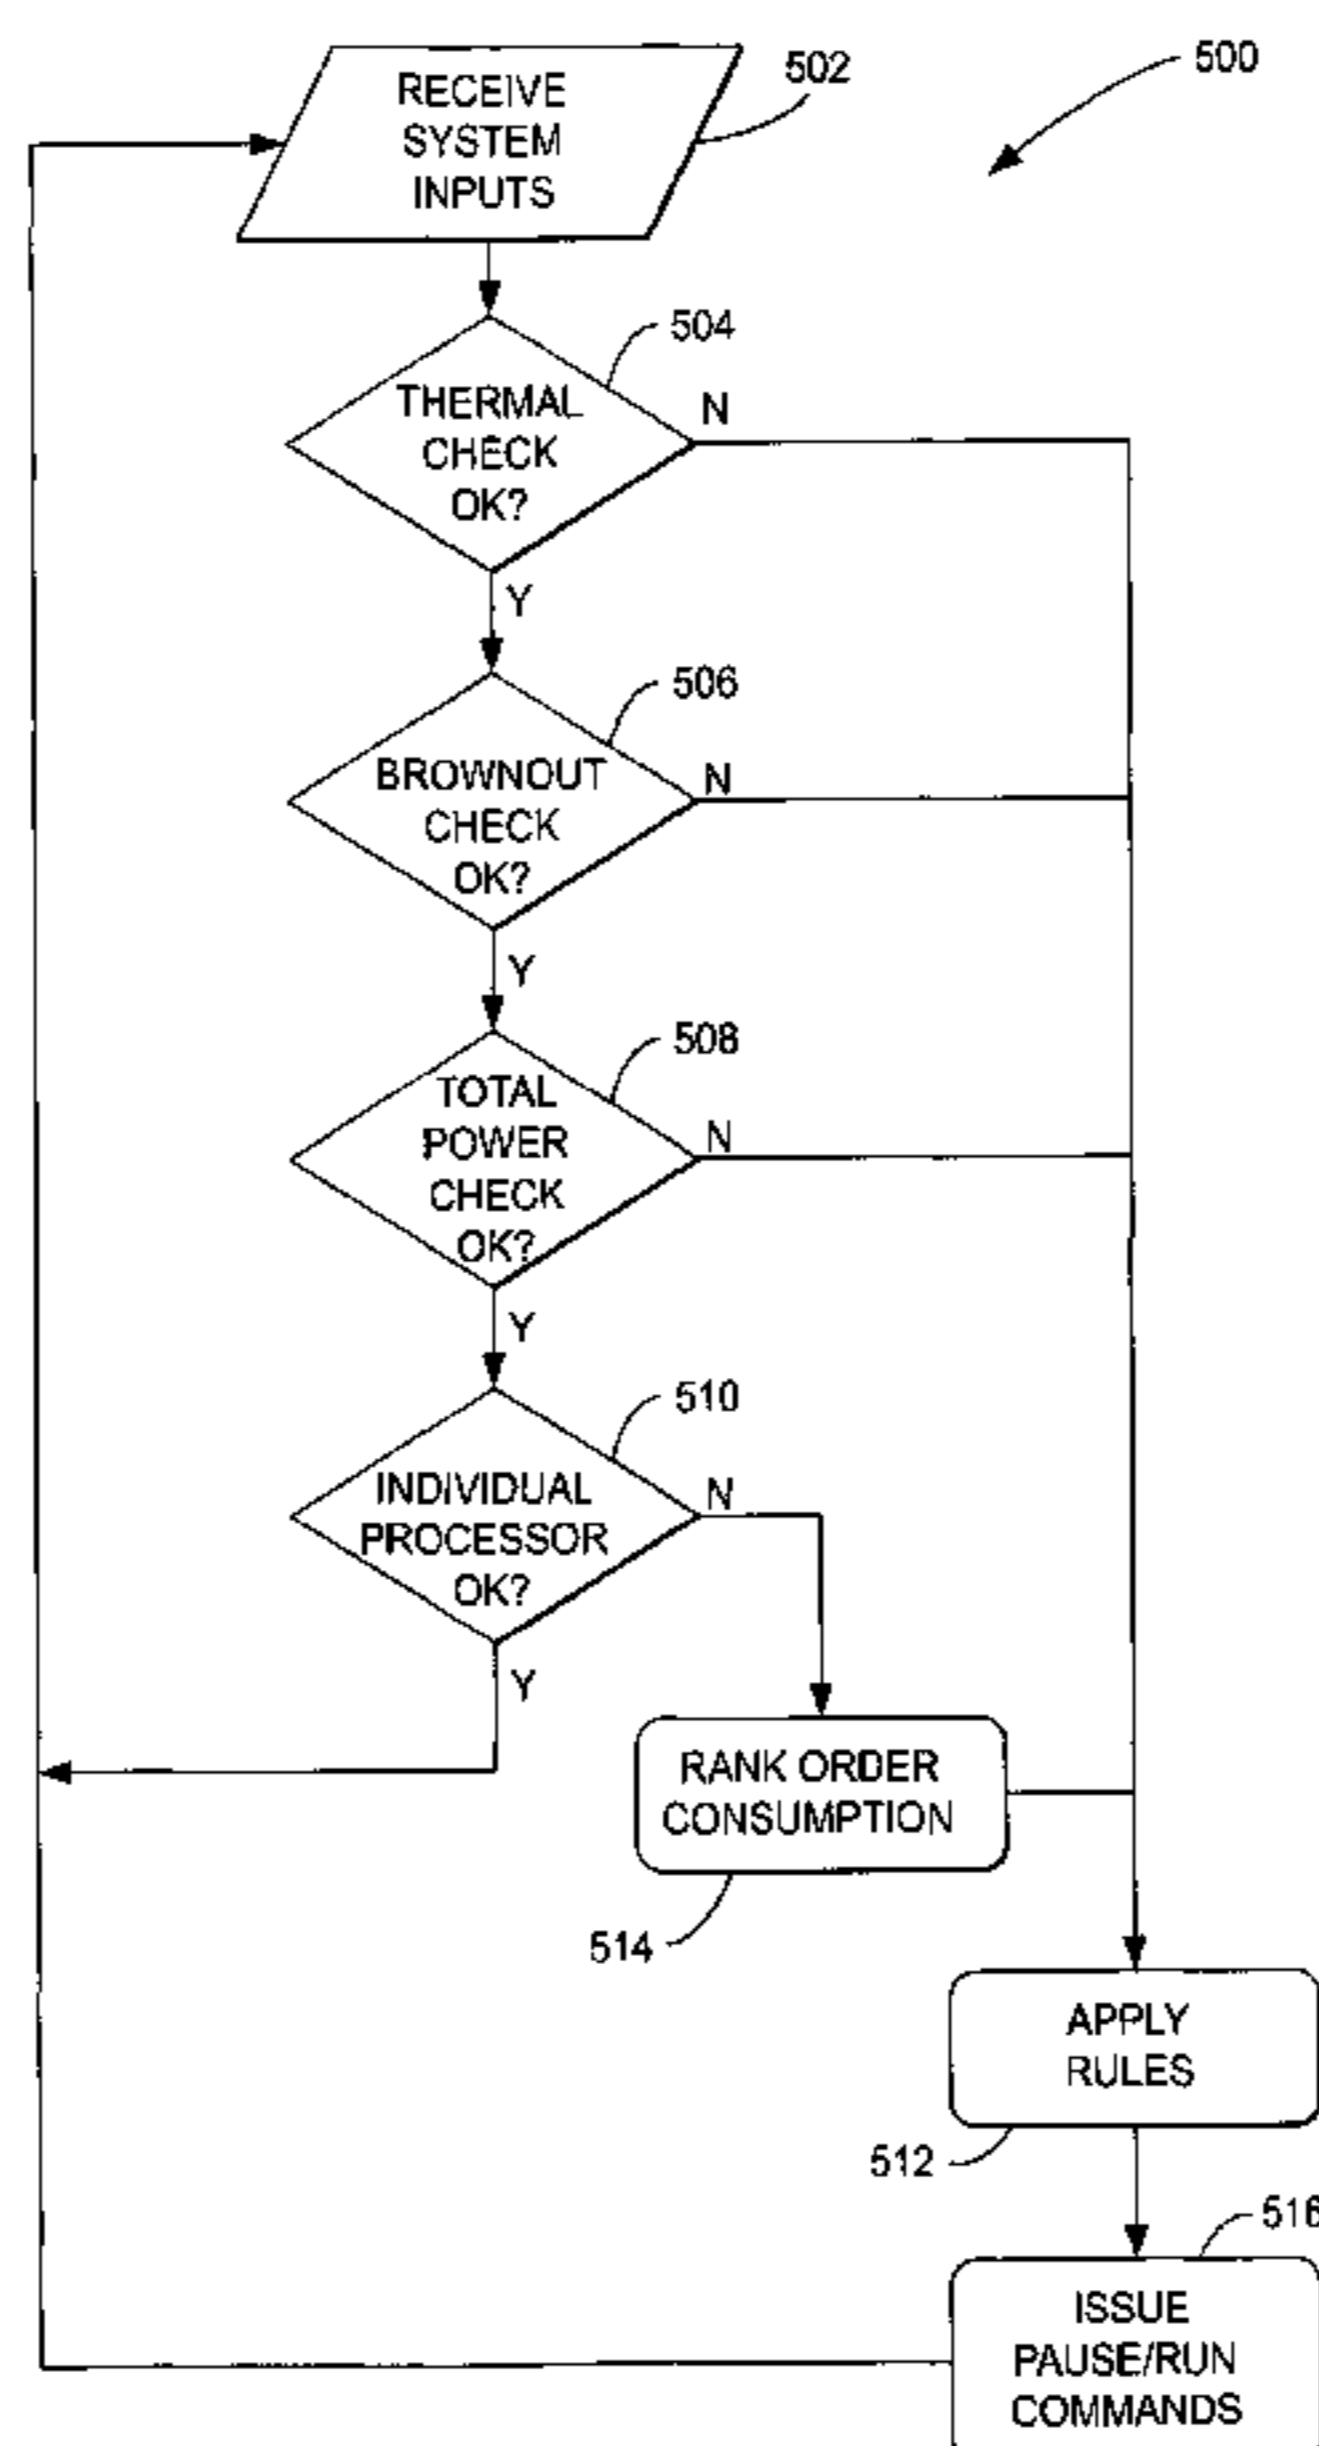 500
RECEIVE
SYSTEM
INPUTS
502
THERMAL
CHECK
OK?
504
N
Y
BROWNOUT
CHECK
OK?
506
N
Y
TOTAL
POWER
CHECK
OK?
508
N
Y
INDIVIDUAL
PROCESSOR
OK?
510
N
Y
RANK ORDER
CONSUMPTION
514
APPLY
RULES
512
516
ISSUE
PAUSE/RUN
COMMANDS